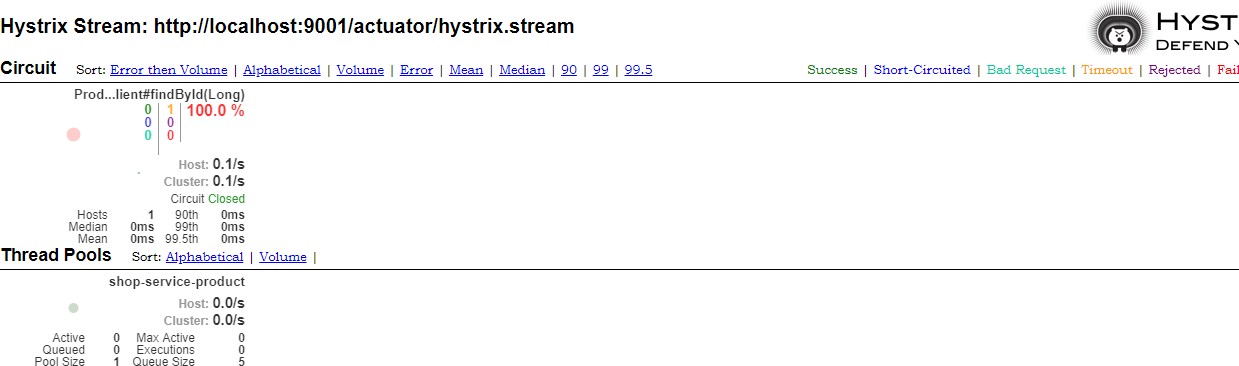 Hystrix Stream: http://localhost:9001/actuator/hystrix.stream
HYST
DEFEND
Circuit Sort: Error then Volume | Alphabetical | Volume | Error | Mean | Median | 90 | 99 | 99.5
Success | Short-Circuited | Bad Request | Timeout | Rejected | Fail
Prod...lient#findById(Long)
0 1 100.0 %
0 0
0 0
Host: 0.1/s
Cluster: 0.1/s
Circuit Closed
Hosts 1 90th 0ms
Median 0ms 99th 0ms
Mean 0ms 99.5th 0ms
Thread Pools Sort: Alphabetical | Volume |
shop-service-product
Host: 0.0/s
Cluster: 0.0/s
Active 0 Max Active 0
Queued 0 Executions 0
Pool Size 1 Queue Size 5